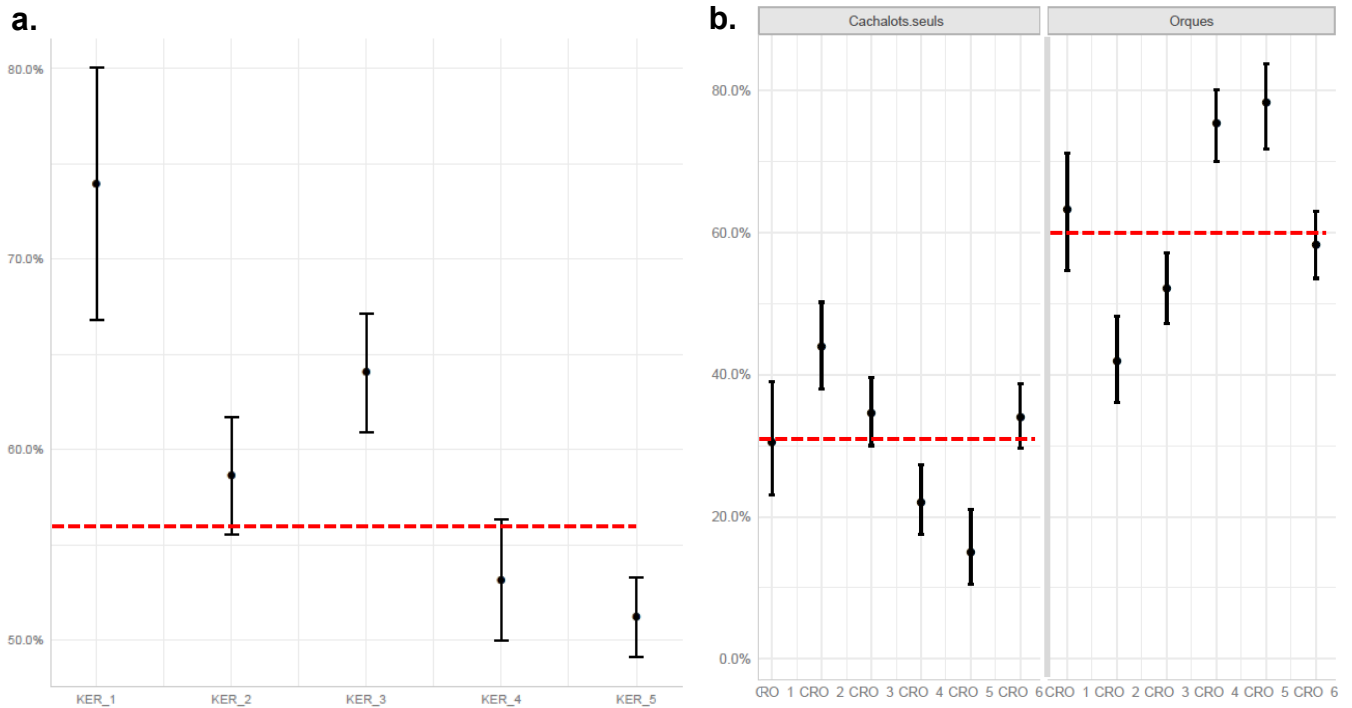 a.
80.0%
70.0%
60.0%
50.0%
KER_1 KER_2 KER_3 KER_4 KER_5
b.
Cachalots.seuls Orques
80.0%
60.0%
40.0%
20.0%
0.0%
CRO 1 CRO 2 CRO 3 CRO 4 CRO 5 CRO 6 CRO 1 CRO 2 CRO 3 CRO 4 CRO 5 CRO 6